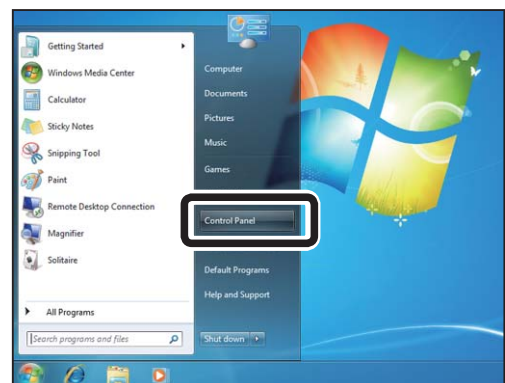 Getting Started
Windows Media Center
Calculator
Sticky Notes
Snipping Tool
Paint
Remote Desktop Connection
Magnifier
Solitaire
All Programs
Search programs and files
Computer
Documents
Pictures
Music
Games
Control Panel
Default Programs
Help and Support
Shut down